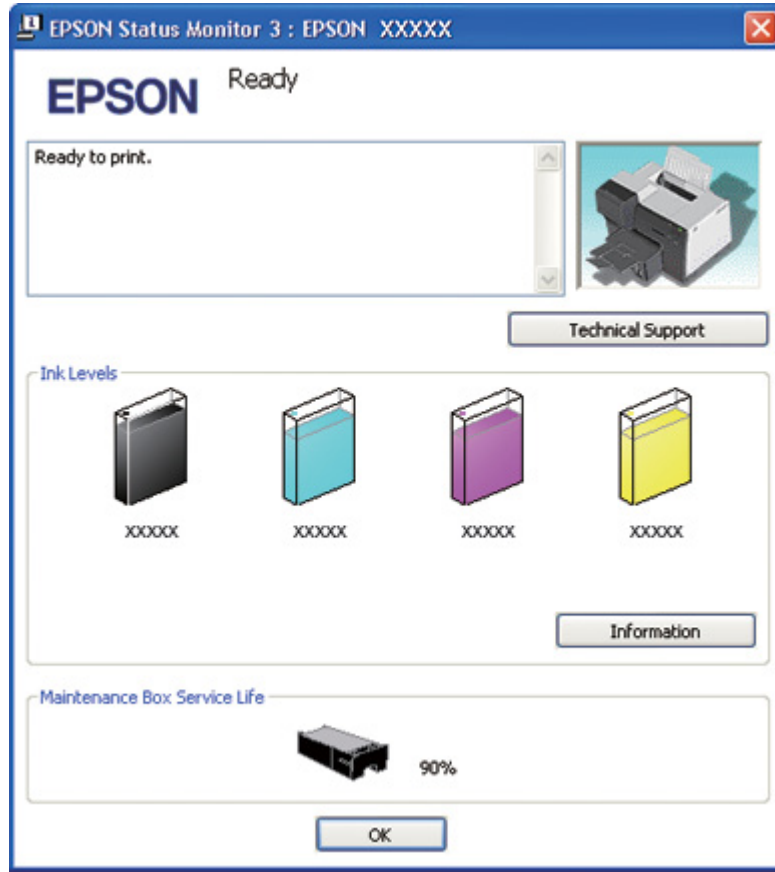 EPSON Status Monitor 3 : EPSON XXXXX
EPSON
Ready
Ready to print.
Technical Support
Ink Levels
XXXXX XXXXX XXXXX XXXXX
Information
Maintenance Box Service Life
90%
OK